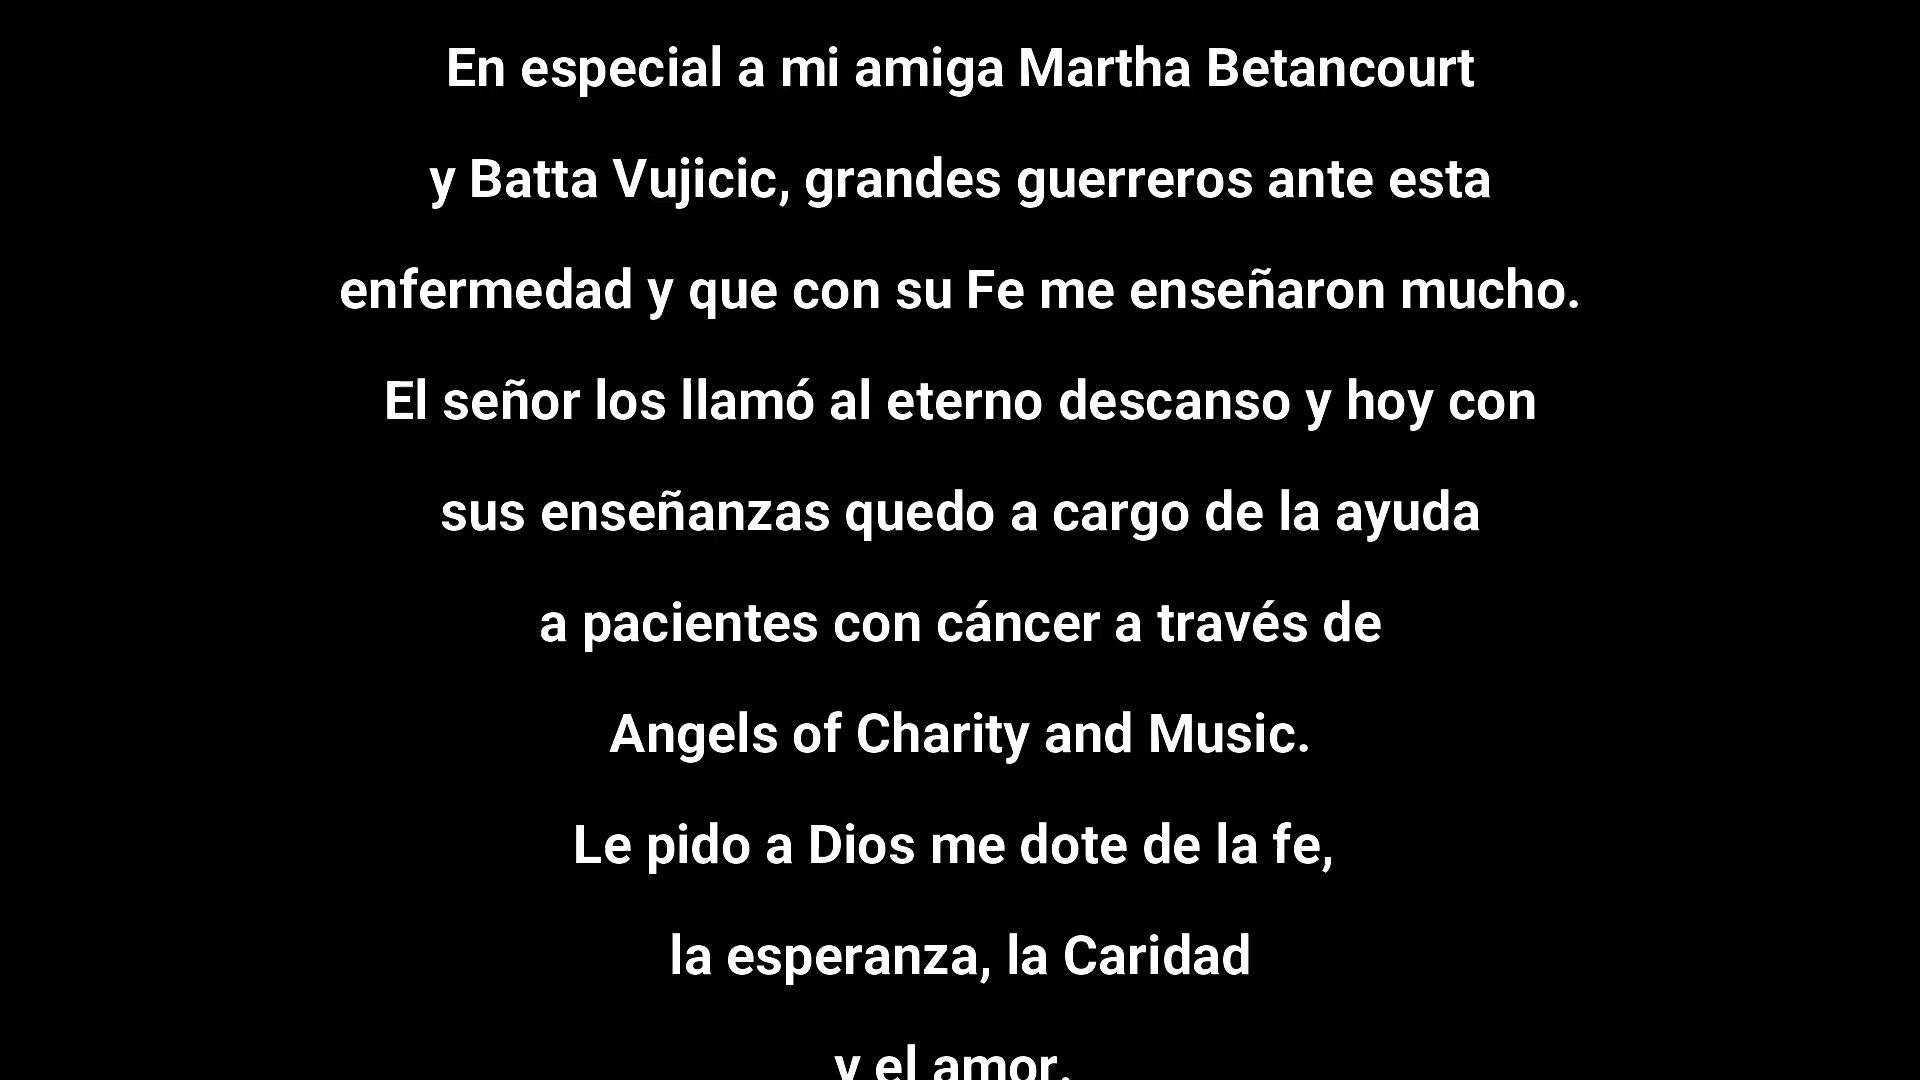 En especial a mi amiga Martha Betancourt
y Batta Vujicic, grandes guerreros ante esta
enfermedad y que con su Fe me enseñaron mucho.
El señor los llamó al eterno descanso y hoy con
sus enseñanzas quedo a cargo de la ayuda
a pacientes con cáncer a través de
Angels of Charity and Music.
Le pido a Dios me dote de la fe,
la esperanza, la Caridad
y el amor.